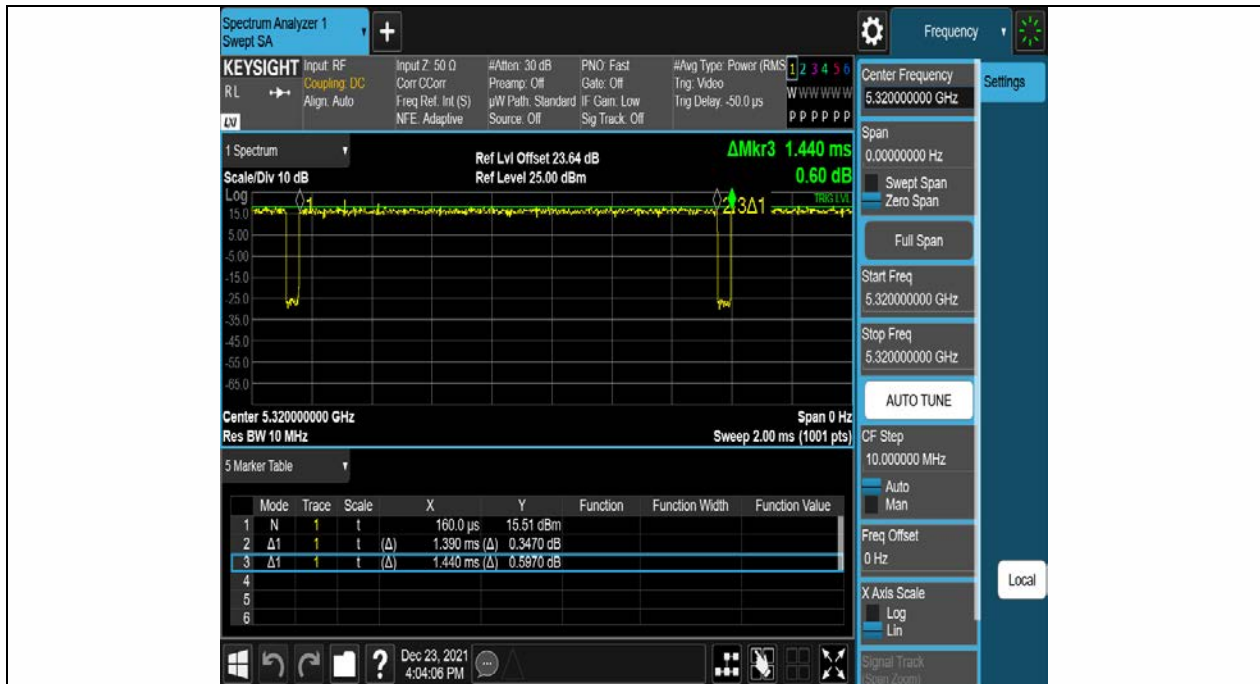 Spectrum Analyzer 1
Swept SA
+
Frequency
KEYSIGHT
RL
LXI
Input: RF
Coupling: DC
Align: Auto
Input Z: 50 Ω
Corr CCorr
Freq Ref: Int (S)
NFE: Adaptive
#Atten: 30 dB
Preamp: Off
µW Path: Standard
Source: Off
PNO: Fast
Gate: Off
IF Gain: Low
Sig Track: Off
#Avg Type: Power (RMS
Trig: Video
Trig Delay: -50.0 µs
1 2 3 4 5 6
W W W W W W
P P P P P P
1 Spectrum
Scale/Div 10 dB
Ref Lvl Offset 23.64 dB
Ref Level 25.00 dBm
ΔMkr3 1.440 ms
0.60 dB
Log
TRIG LVL
1
2
3Δ1
15.0
5.00
-5.00
-15.0
-25.0
-35.0
-45.0
-55.0
-65.0
Center 5.320000000 GHz
Span 0 Hz
Res BW 10 MHz
Sweep 2.00 ms (1001 pts)
5 Marker Table
Mode Trace Scale X Y Function Function Width Function Value
1 N 1 t 160.0 µs 15.51 dBm
2 Δ1 1 t (Δ) 1.390 ms (Δ) 0.3470 dB
3 Δ1 1 t (Δ) 1.440 ms (Δ) 0.5970 dB
4
5
6
?
Dec 23, 2021
4:04:06 PM
Center Frequency
5.320000000 GHz
Span
0.00000000 Hz
Swept Span
Zero Span
Full Span
Start Freq
5.320000000 GHz
Stop Freq
5.320000000 GHz
AUTO TUNE
CF Step
10.000000 MHz
Auto
Man
Freq Offset
0 Hz
X Axis Scale
Log
Lin
Signal Track
(Span Zoom)
Settings
Local